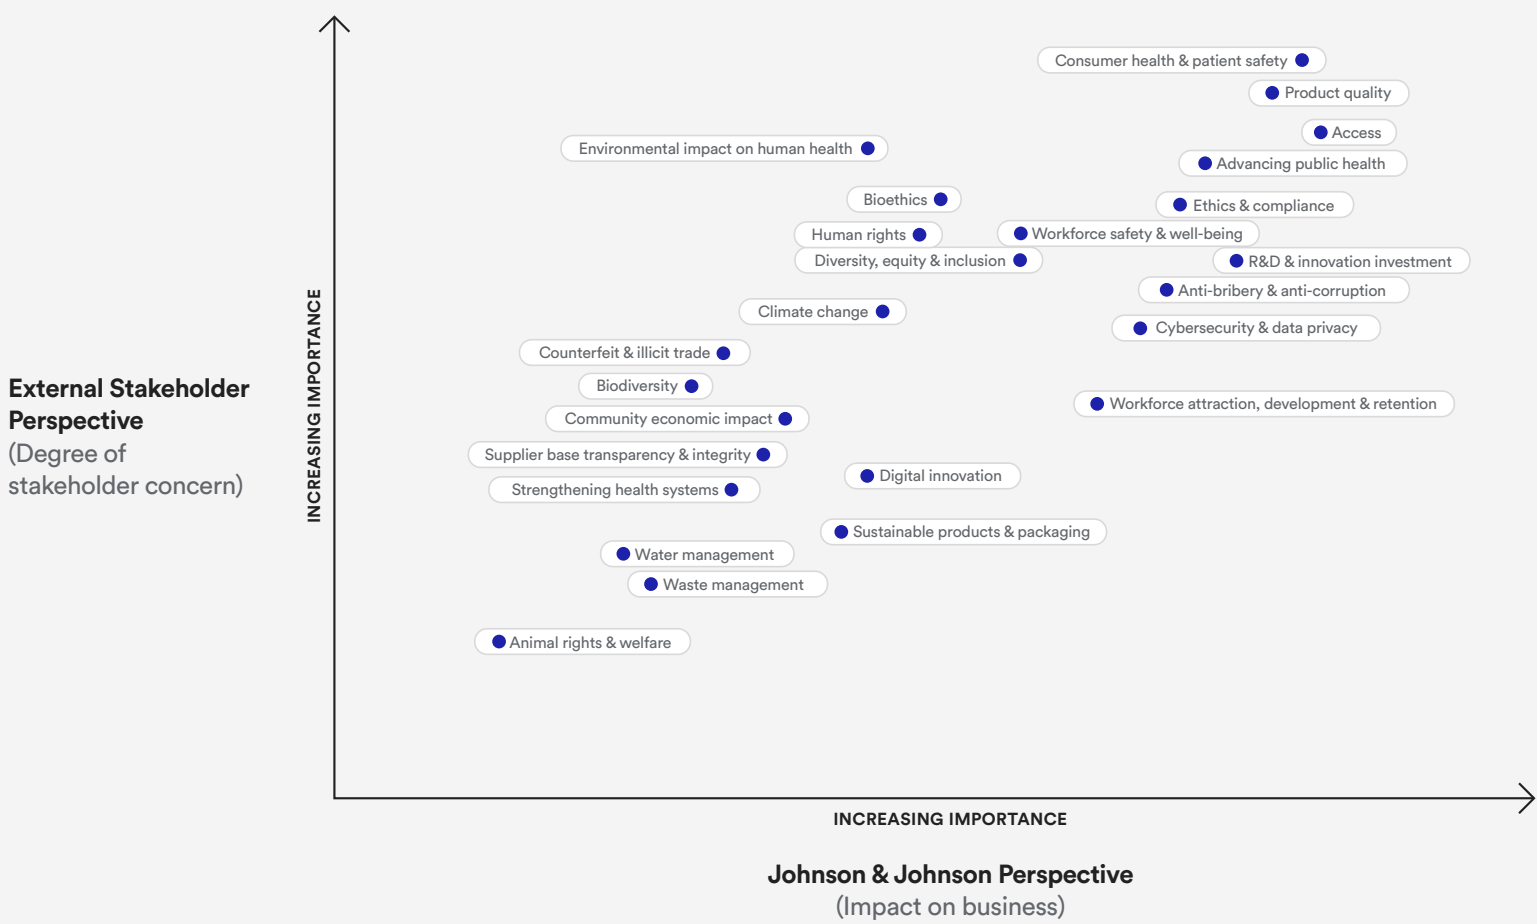 Consumer health & patient safety
Product quality
Access
Environmental impact on human health
Advancing public health
Bioethics
Ethics & compliance
Human rights
Workforce safety & well-being
Diversity, equity & inclusion
R&D & innovation investment
Anti-bribery & anti-corruption
Climate change
Cybersecurity & data privacy
Counterfeit & illicit trade
Biodiversity
Workforce attraction, development & retention
Community economic impact
Supplier base transparency & integrity
Digital innovation
Strengthening health systems
Sustainable products & packaging
Water management
Waste management
Animal rights & welfare
INCREASING IMPORTANCE
External Stakeholder
Perspective
(Degree of
stakeholder concern)
INCREASING IMPORTANCE
Johnson & Johnson Perspective
(Impact on business)